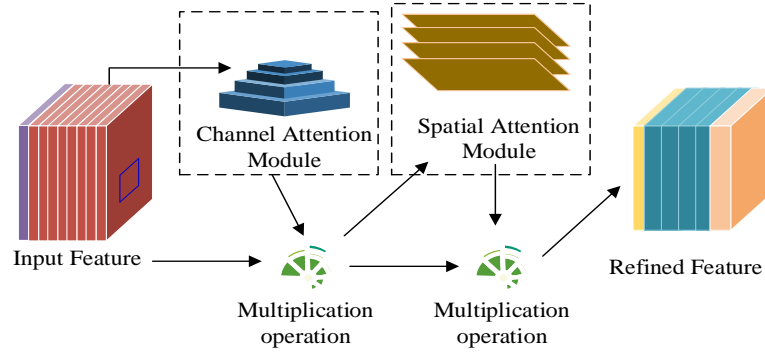 Channel Attention
Module
Spatial Attention
Module
Input Feature
Refined Feature
Multiplication
operation
Multiplication
operation